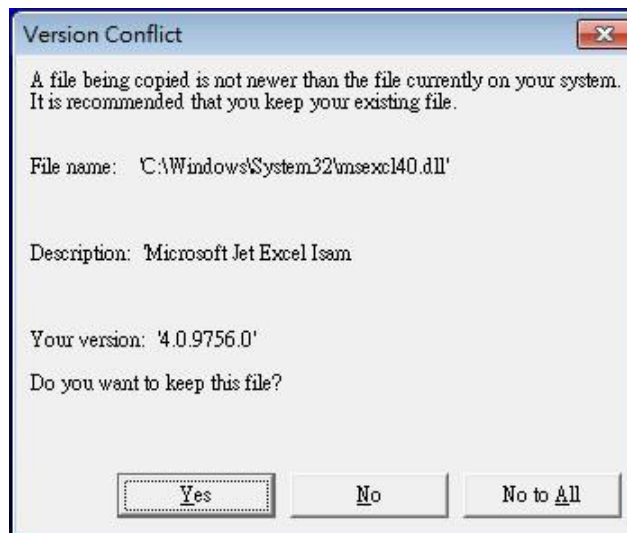 Version Conflict
A file being copied is not newer than the file currently on your system.
It is recommended that you keep your existing file.
File name: 'C:\Windows\System32\msexcl40.dll'
Description: 'Microsoft Jet Excel Isam
Your version: '4.0.9756.0'
Do you want to keep this file?
Yes No No to All